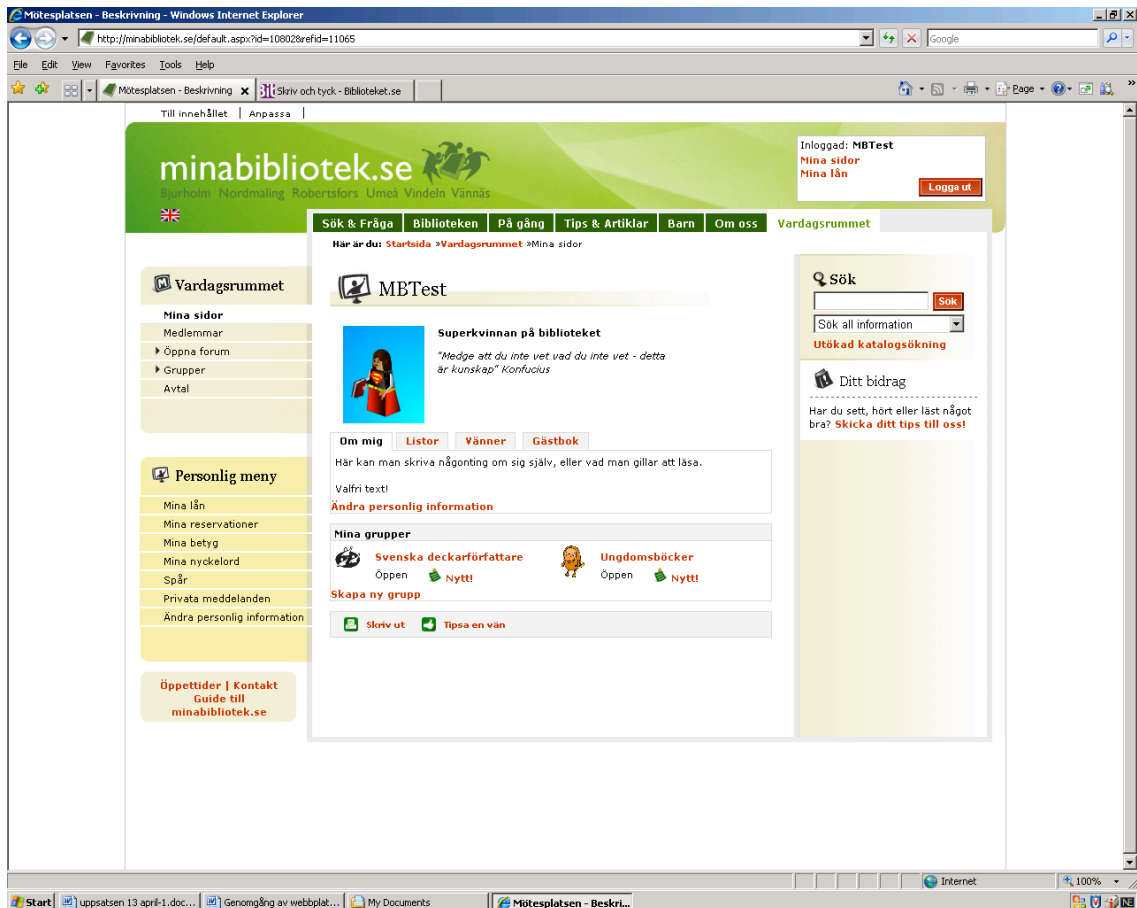 Mötesplatsen - Beskrivning - Windows Internet Explorer
http://minabibliotek.se/default.aspx?id=10802&refid=11065
Google
File Edit View Favorites Tools Help
Mötesplatsen - Beskrivning
Skriv och tyck - Biblioteket.se
Page
Till innehållet | Anpassa |
minabibliotek.se
Bjurholm Nordmaling Robertsfors Umeå Vindeln Vännäs
Inloggad: MBTest
Mina sidor
Mina lån
Logga ut
Sök & Fråga
Biblioteken
På gång
Tips & Artiklar
Barn
Om oss
Vardagsrummet
Här är du: Startsida »Vardagsrummet »Mina sidor
Vardagsrummet
Mina sidor
Medlemmar
Öppna forum
Grupper
Avtal
Personlig meny
Mina lån
Mina reservationer
Mina betyg
Mina nyckelord
Spår
Privata meddelanden
Ändra personlig information
Öppettider | Kontakt
Guide till
minabibliotek.se
MBTest
Superkvinnan på biblioteket
"Medge att du inte vet vad du inte vet - detta
är kunskap" Konfucius
Om mig
Listor
Vänner
Gästbok
Här kan man skriva någonting om sig själv, eller vad man gillar att läsa.
Valfri text!
Ändra personlig information
Mina grupper
Svenska deckarförfattare
Öppen Nytt!
Ungdomsböcker
Öppen Nytt!
Skapa ny grupp
Skriv ut
Tipsa en vän
Sök
Sök
Sök all information
Utökad katalogsökning
Ditt bidrag
Har du sett, hört eller läst något
bra? Skicka ditt tips till oss!
Internet
100%
Start
uppsatsen 13 april-1.doc...
Genomgång av webbplat...
My Documents
Mötesplatsen - Beskri...